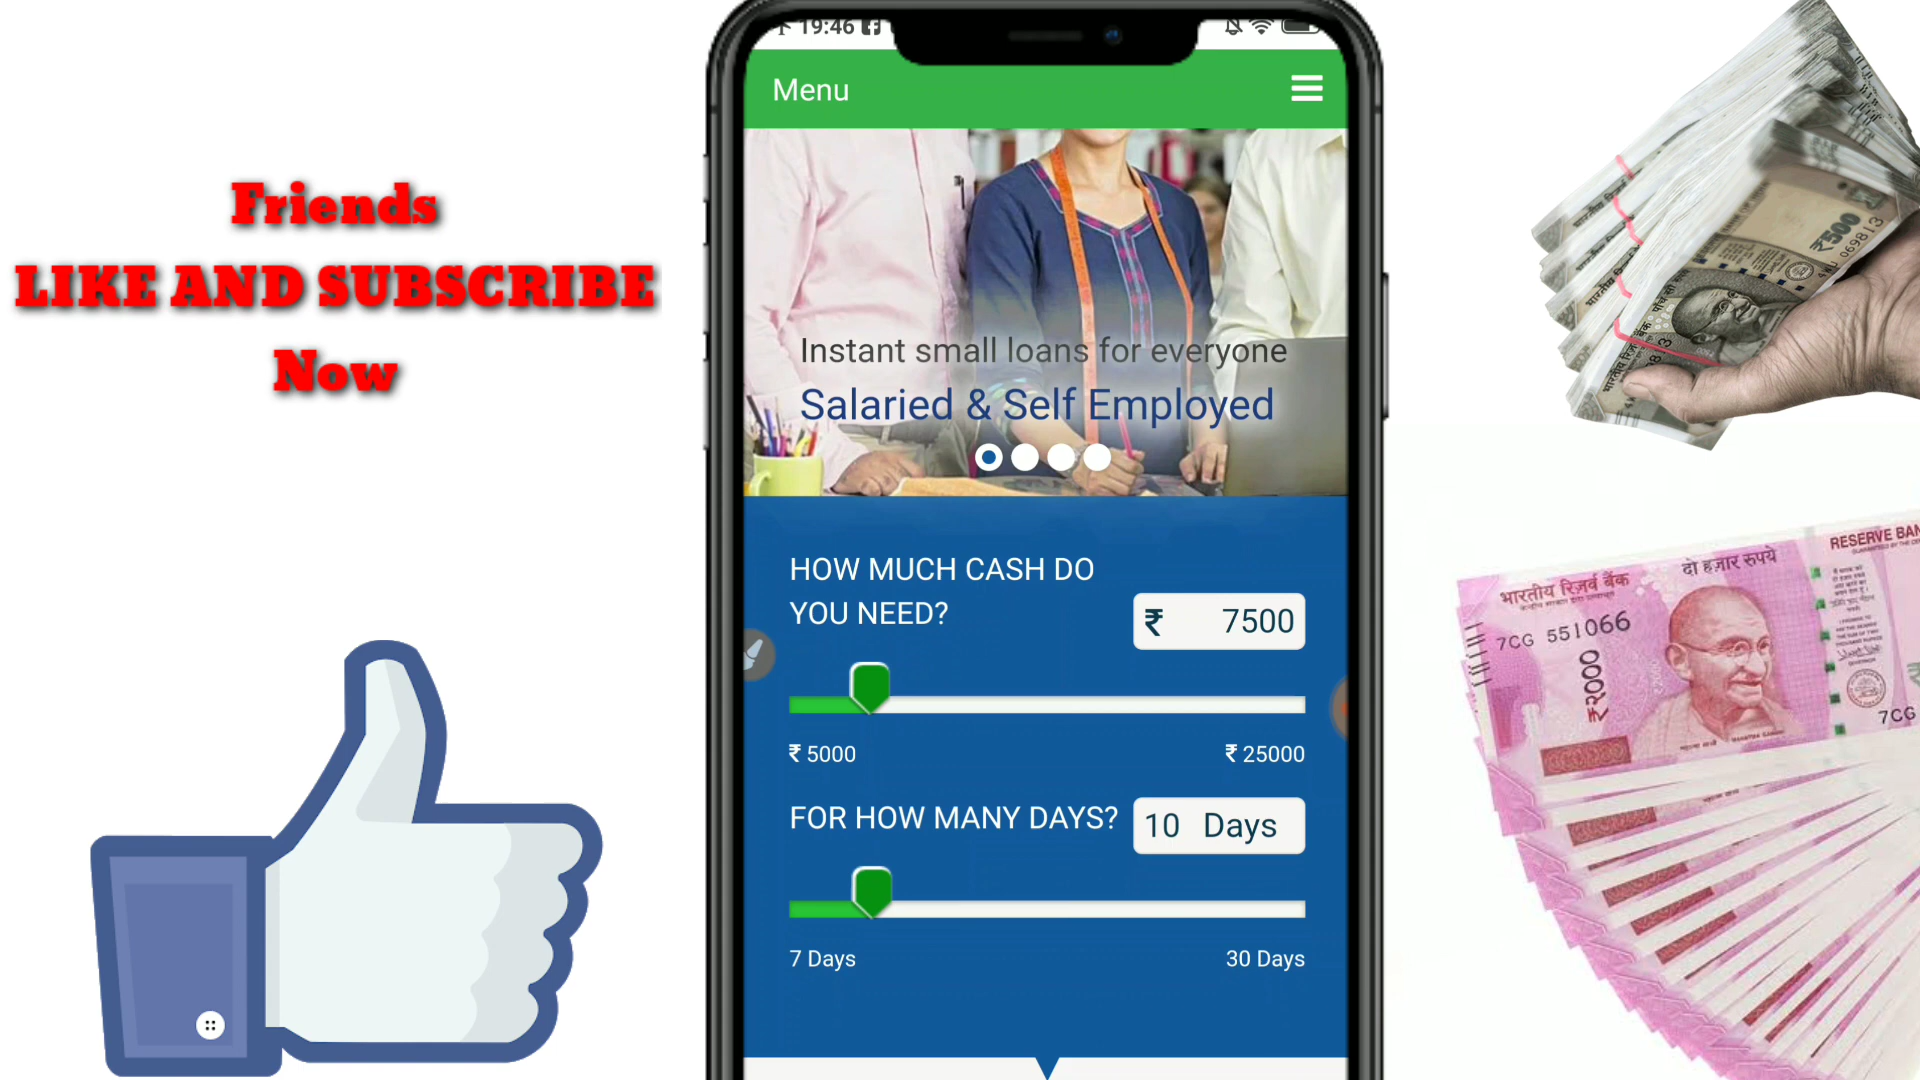 Friends
LIKE AND SUBSCRIBE
Now
19:46
Menu
Instant small loans for everyone
Salaried & Self Employed
HOW MUCH CASH DO
YOU NEED?
₹ 7500
₹ 5000
₹ 25000
FOR HOW MANY DAYS?
10 Days
7 Days
30 Days
₹500
4WU 069813
भारतीय रिज़र्व बैंक
दो हज़ार रुपये
RESERVE BAN
7CG 551066
₹2000
7CG